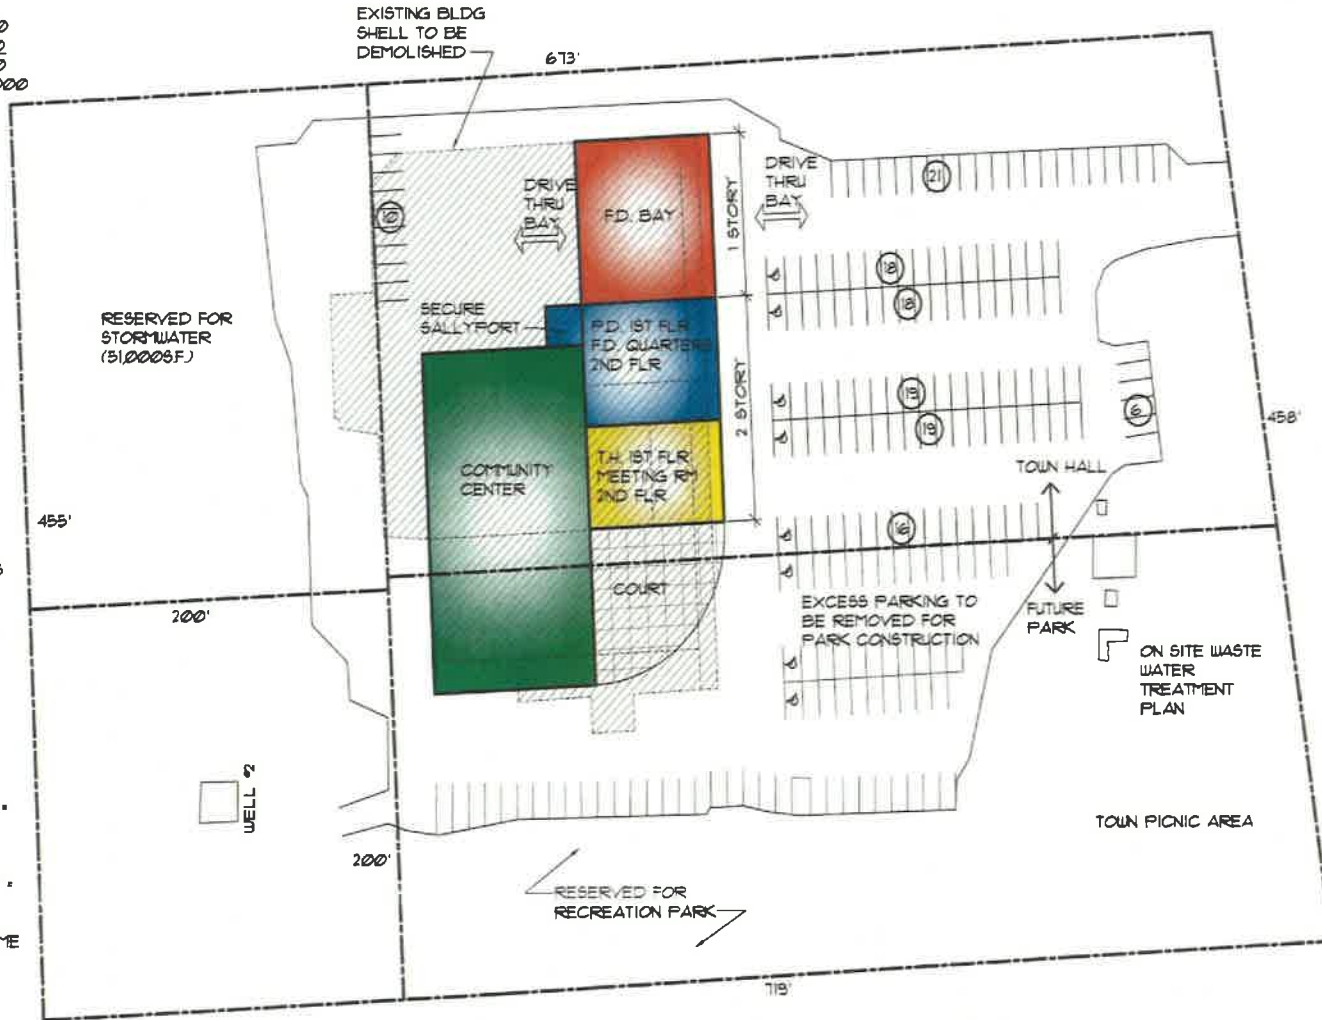 EXISTING BLDG
SHELL TO BE
DEMOLISHED
673'
000
DRIVE
THRU
BAY
F.D. BAY
1 STORY
DRIVE
THRU
BAY
21
10
18
18
RESERVED FOR
STORMWATER
(51,000S.F.)
SECURE
SALLYPORT
P.D. 1ST FLR
F.D. QUARTERS
2ND FLR
2 STORY
19
19
6
458'
COMMUNITY
CENTER
T.H. 1ST FLR
MEETING RM
2ND FLR
TOWN HALL
455'
16
200'
COURT
EXCESS PARKING TO
BE REMOVED FOR
PARK CONSTRUCTION
FUTURE
PARK
ON SITE WASTE
WATER
TREATMENT
PLAN
WELL #2
TOWN PICNIC AREA
200'
RESERVED FOR
RECREATION PARK
ME
719'